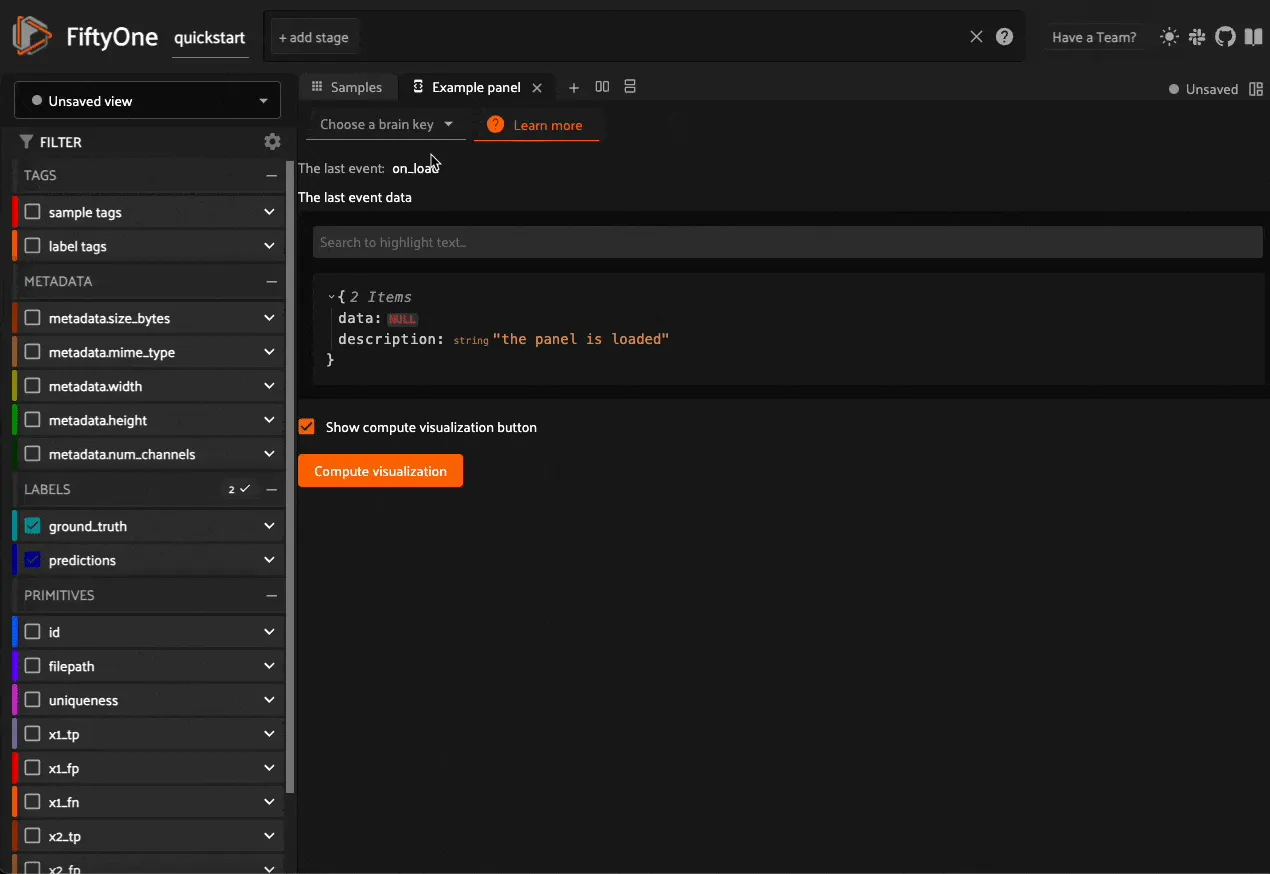 FiftyOne
quickstart
+ add stage
Have a Team?
Unsaved view
Samples
Example panel
Unsaved
FILTER
Choose a brain key
? Learn more
TAGS
The last event: on_load
The last event data
sample tags
label tags
Search to highlight text...
METADATA
{ 2 Items
metadata.size_bytes
data: NULL
description: string "the panel is loaded"
metadata.mime_type
}
metadata.width
metadata.height
Show compute visualization button
metadata.num_channels
Compute visualization
LABELS
2
ground_truth
predictions
PRIMITIVES
id
filepath
uniqueness
x1_tp
x1_fp
x1_fn
x2_tp
x2_fp